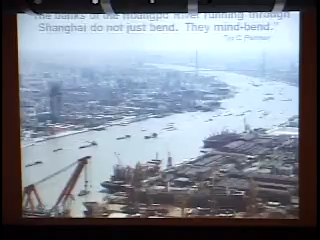 "The banks of the Huangpu River running through
Shanghai do not just bend. They mind-bend."